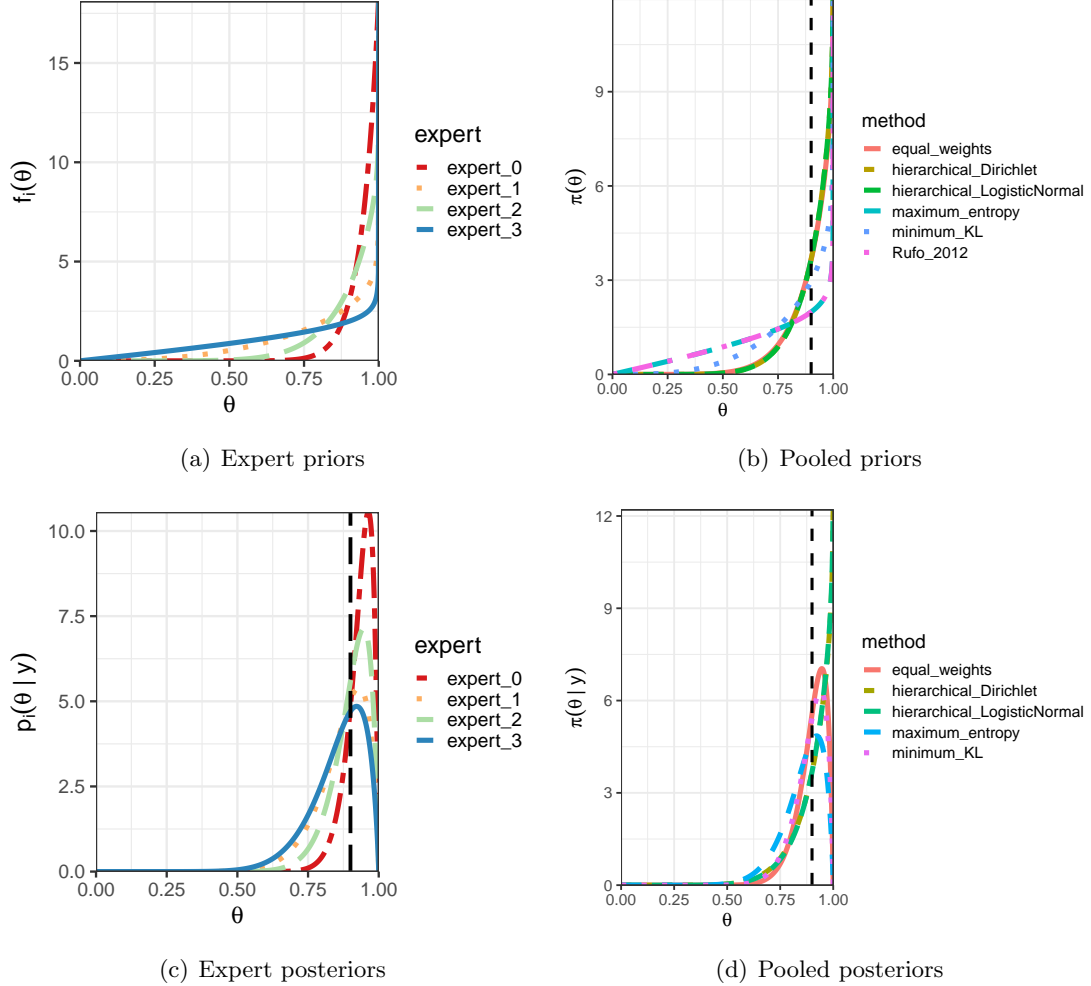 15
10
5
0
f_i(θ)
0.00 0.25 0.50 0.75 1.00
θ
expert
expert_0
expert_1
expert_2
expert_3
(a) Expert priors
9
6
3
0
π(θ)
0.00 0.25 0.50 0.75 1.00
θ
method
equal_weights
hierarchical_Dirichlet
hierarchical_LogisticNormal
maximum_entropy
minimum_KL
Rufo_2012
(b) Pooled priors
10.0
7.5
5.0
2.5
0.0
p_i(θ | y)
0.00 0.25 0.50 0.75 1.00
θ
expert
expert_0
expert_1
expert_2
expert_3
(c) Expert posteriors
12
9
6
3
0
π(θ | y)
0.00 0.25 0.50 0.75 1.00
θ
method
equal_weights
hierarchical_Dirichlet
hierarchical_LogisticNormal
maximum_entropy
minimum_KL
(d) Pooled posteriors